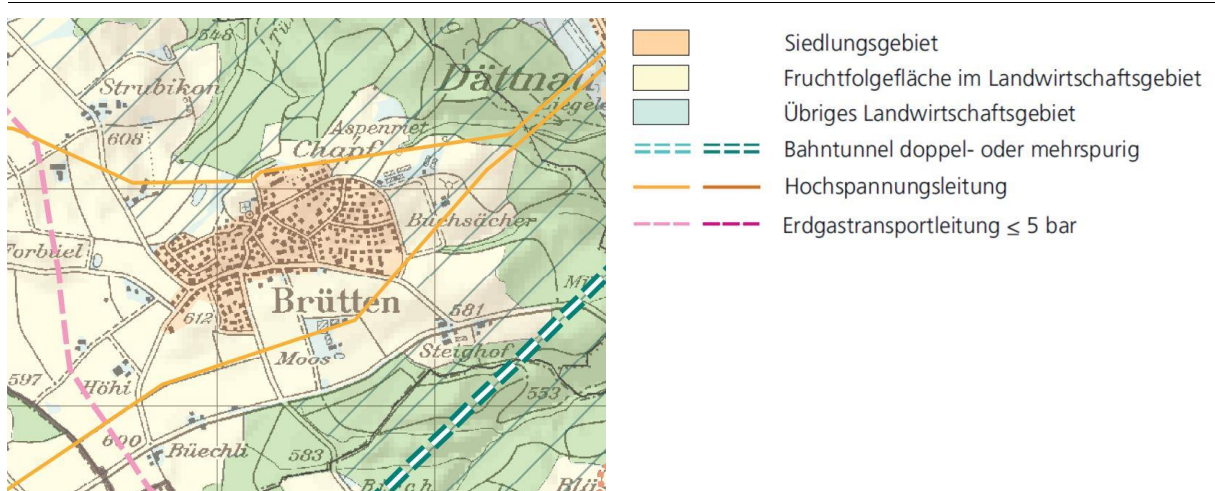 548
Strubikon
608
Dättnau
Aspenriet
Chapf
Buchsächer
Forbüel
Brütten
612
581
Steighof
Moos
597
Höhi
553
600
Büechli
583
Siedlungsgebiet
Fruchtfolgefläche im Landwirtschaftsgebiet
Übriges Landwirtschaftsgebiet
Bahntunnel doppel- oder mehrspurig
Hochspannungsleitung
Erdgastransportleitung ≤ 5 bar